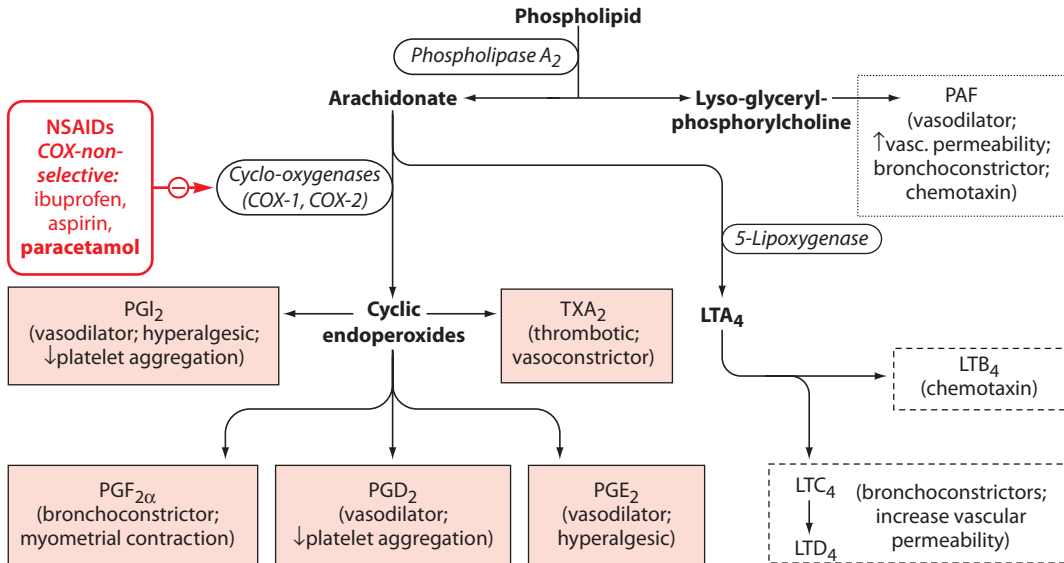 Phospholipid
Phospholipase A2
Arachidonate
Lyso-glyceryl-
phosphorylcholine
PAF
(vasodilator;
↑vasc. permeability;
bronchoconstrictor;
chemotaxin)
NSAIDs
COX-non-
selective:
ibuprofen,
aspirin,
paracetamol
Cyclo-oxygenases
(COX-1, COX-2)
5-Lipoxygenase
PGI2
(vasodilator; hyperalgesic;
↓platelet aggregation)
Cyclic
endoperoxides
TXA2
(thrombotic;
vasoconstrictor)
LTA4
LTB4
(chemotaxin)
PGF2α
(bronchoconstrictor;
myometrial contraction)
PGD2
(vasodilator;
↓platelet aggregation)
PGE2
(vasodilator;
hyperalgesic)
LTC4
LTD4
(bronchoconstrictors;
increase vascular
permeability)